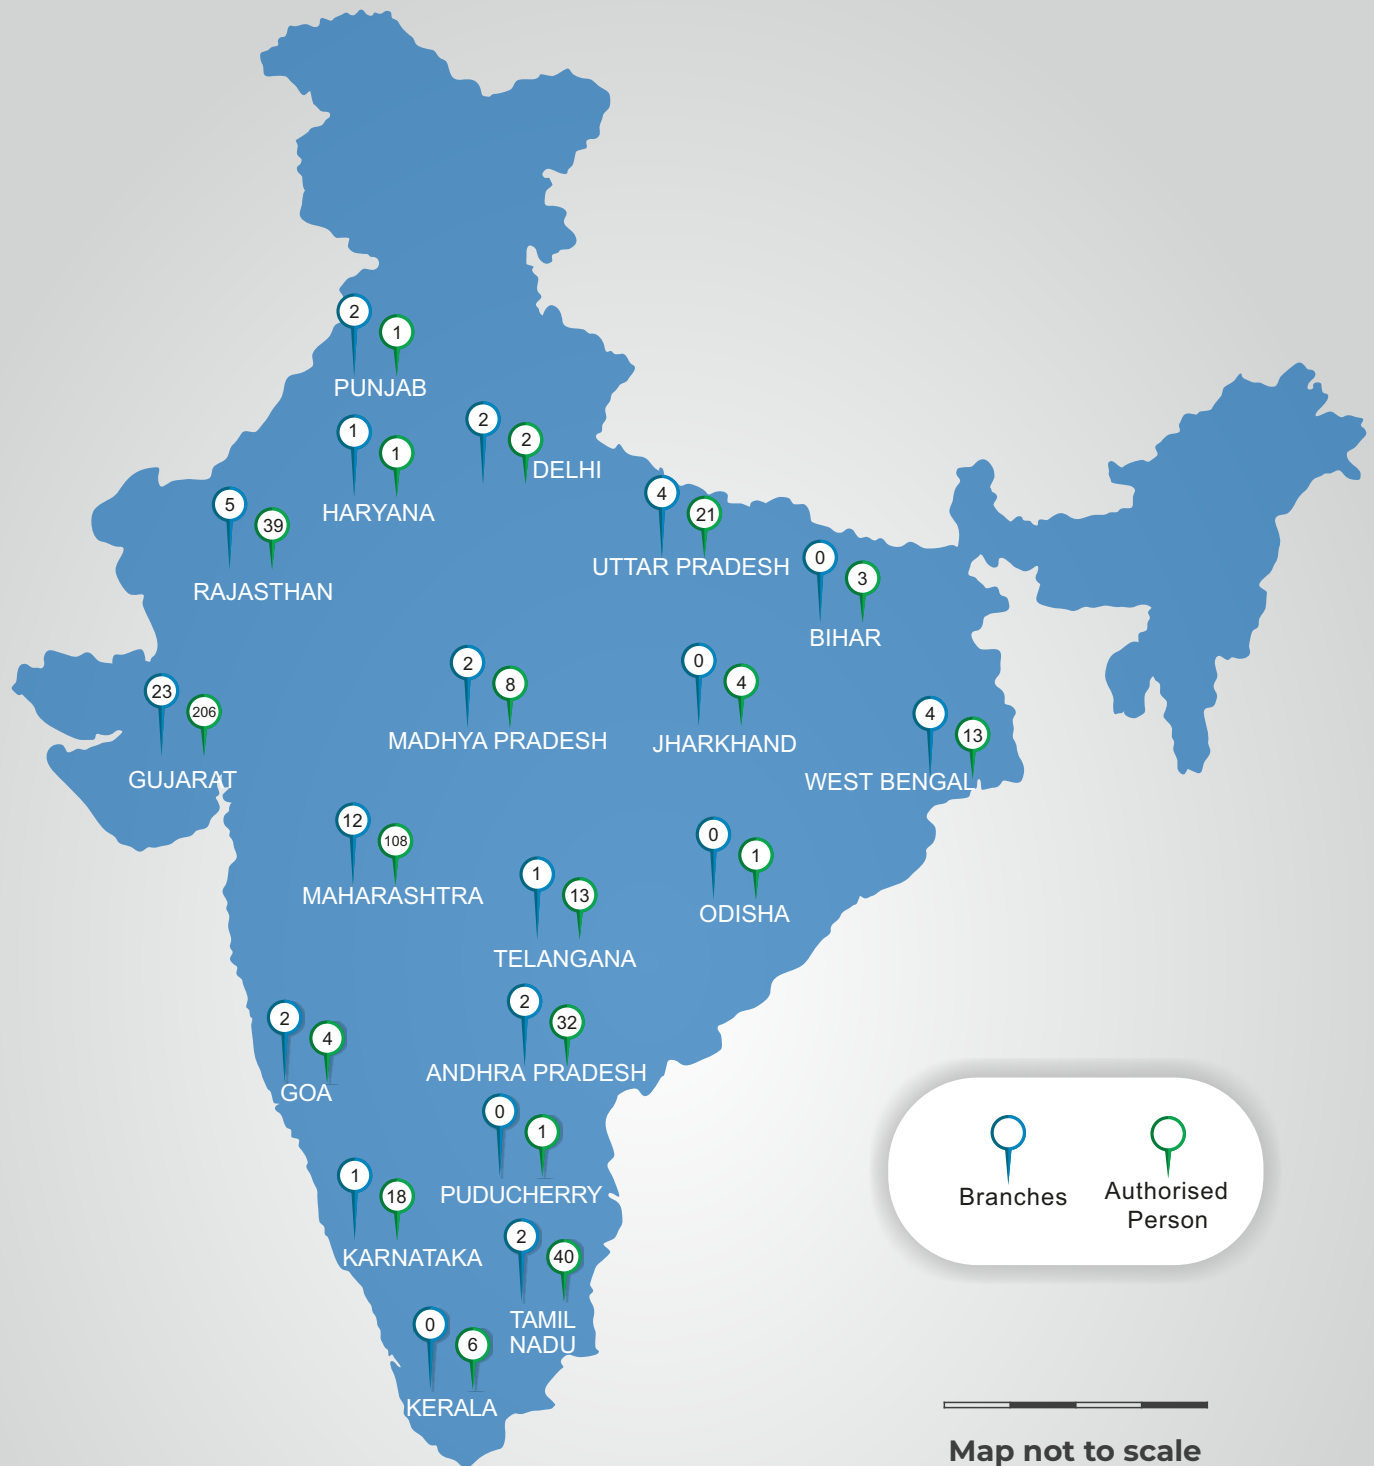 2
1
PUNJAB
1
1
HARYANA
2
2
DELHI
5
39
RAJASTHAN
4
21
UTTAR PRADESH
0
3
BIHAR
23
206
GUJARAT
2
8
MADHYA PRADESH
0
4
JHARKHAND
4
13
WEST BENGAL
12
108
MAHARASHTRA
1
13
TELANGANA
0
1
ODISHA
2
4
GOA
2
32
ANDHRA PRADESH
0
1
PUDUCHERRY
1
18
KARNATAKA
2
40
TAMIL
NADU
0
6
KERALA
Branches
Authorised
Person
Map not to scale